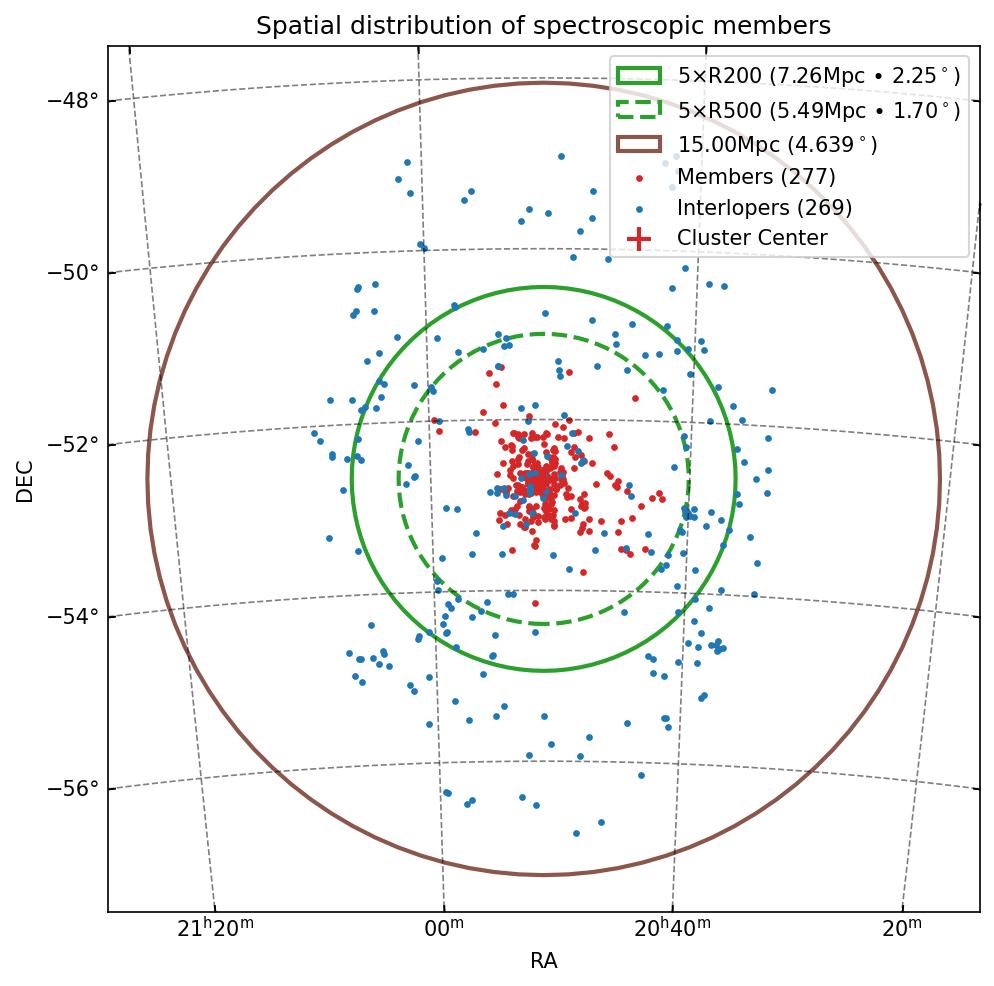 Spatial distribution of spectroscopic members
5×R200 (7.26Mpc • 2.25°)
5×R500 (5.49Mpc • 1.70°)
15.00Mpc (4.639°)
Members (277)
Interlopers (269)
Cluster Center
−48°
−50°
−52°
−54°
−56°
DEC
21ʰ20ᵐ 00ᵐ 20ʰ40ᵐ 20ᵐ
RA